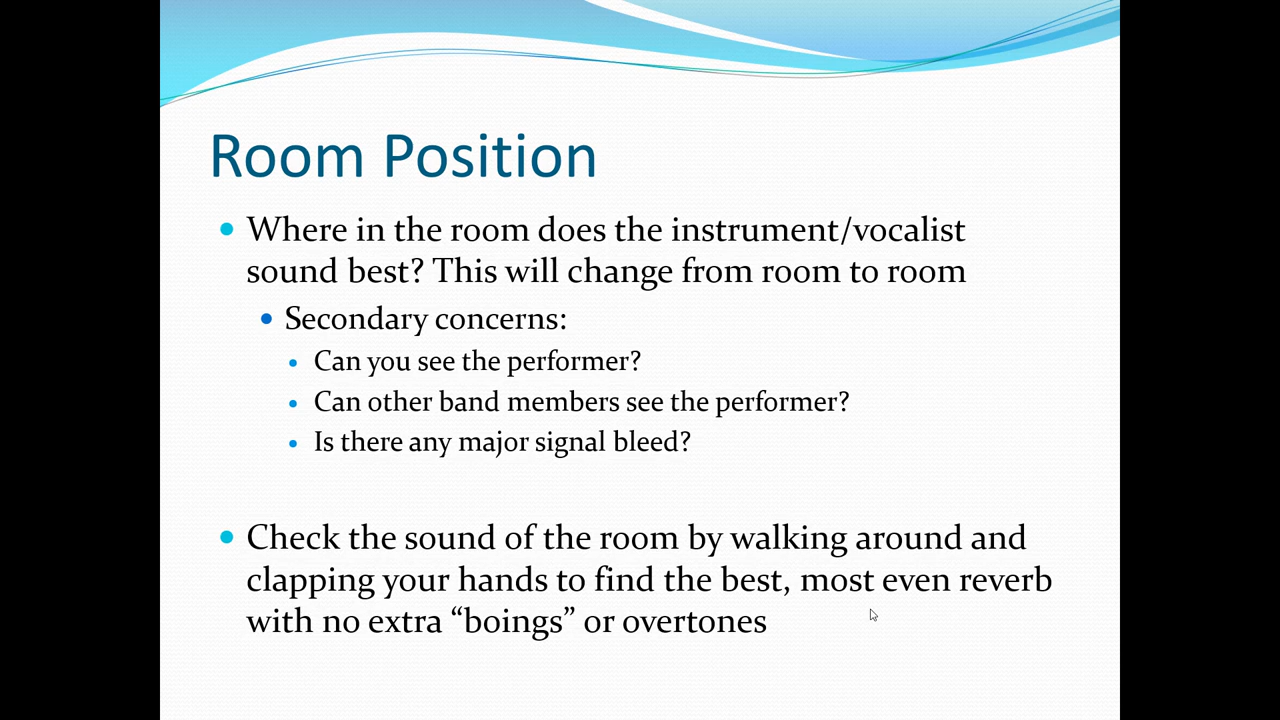 Room Position
Where in the room does the instrument/vocalist
sound best? This will change from room to room
Secondary concerns:
Can you see the performer?
Can other band members see the performer?
Is there any major signal bleed?
Check the sound of the room by walking around and
clapping your hands to find the best, most even reverb
with no extra “boings” or overtones